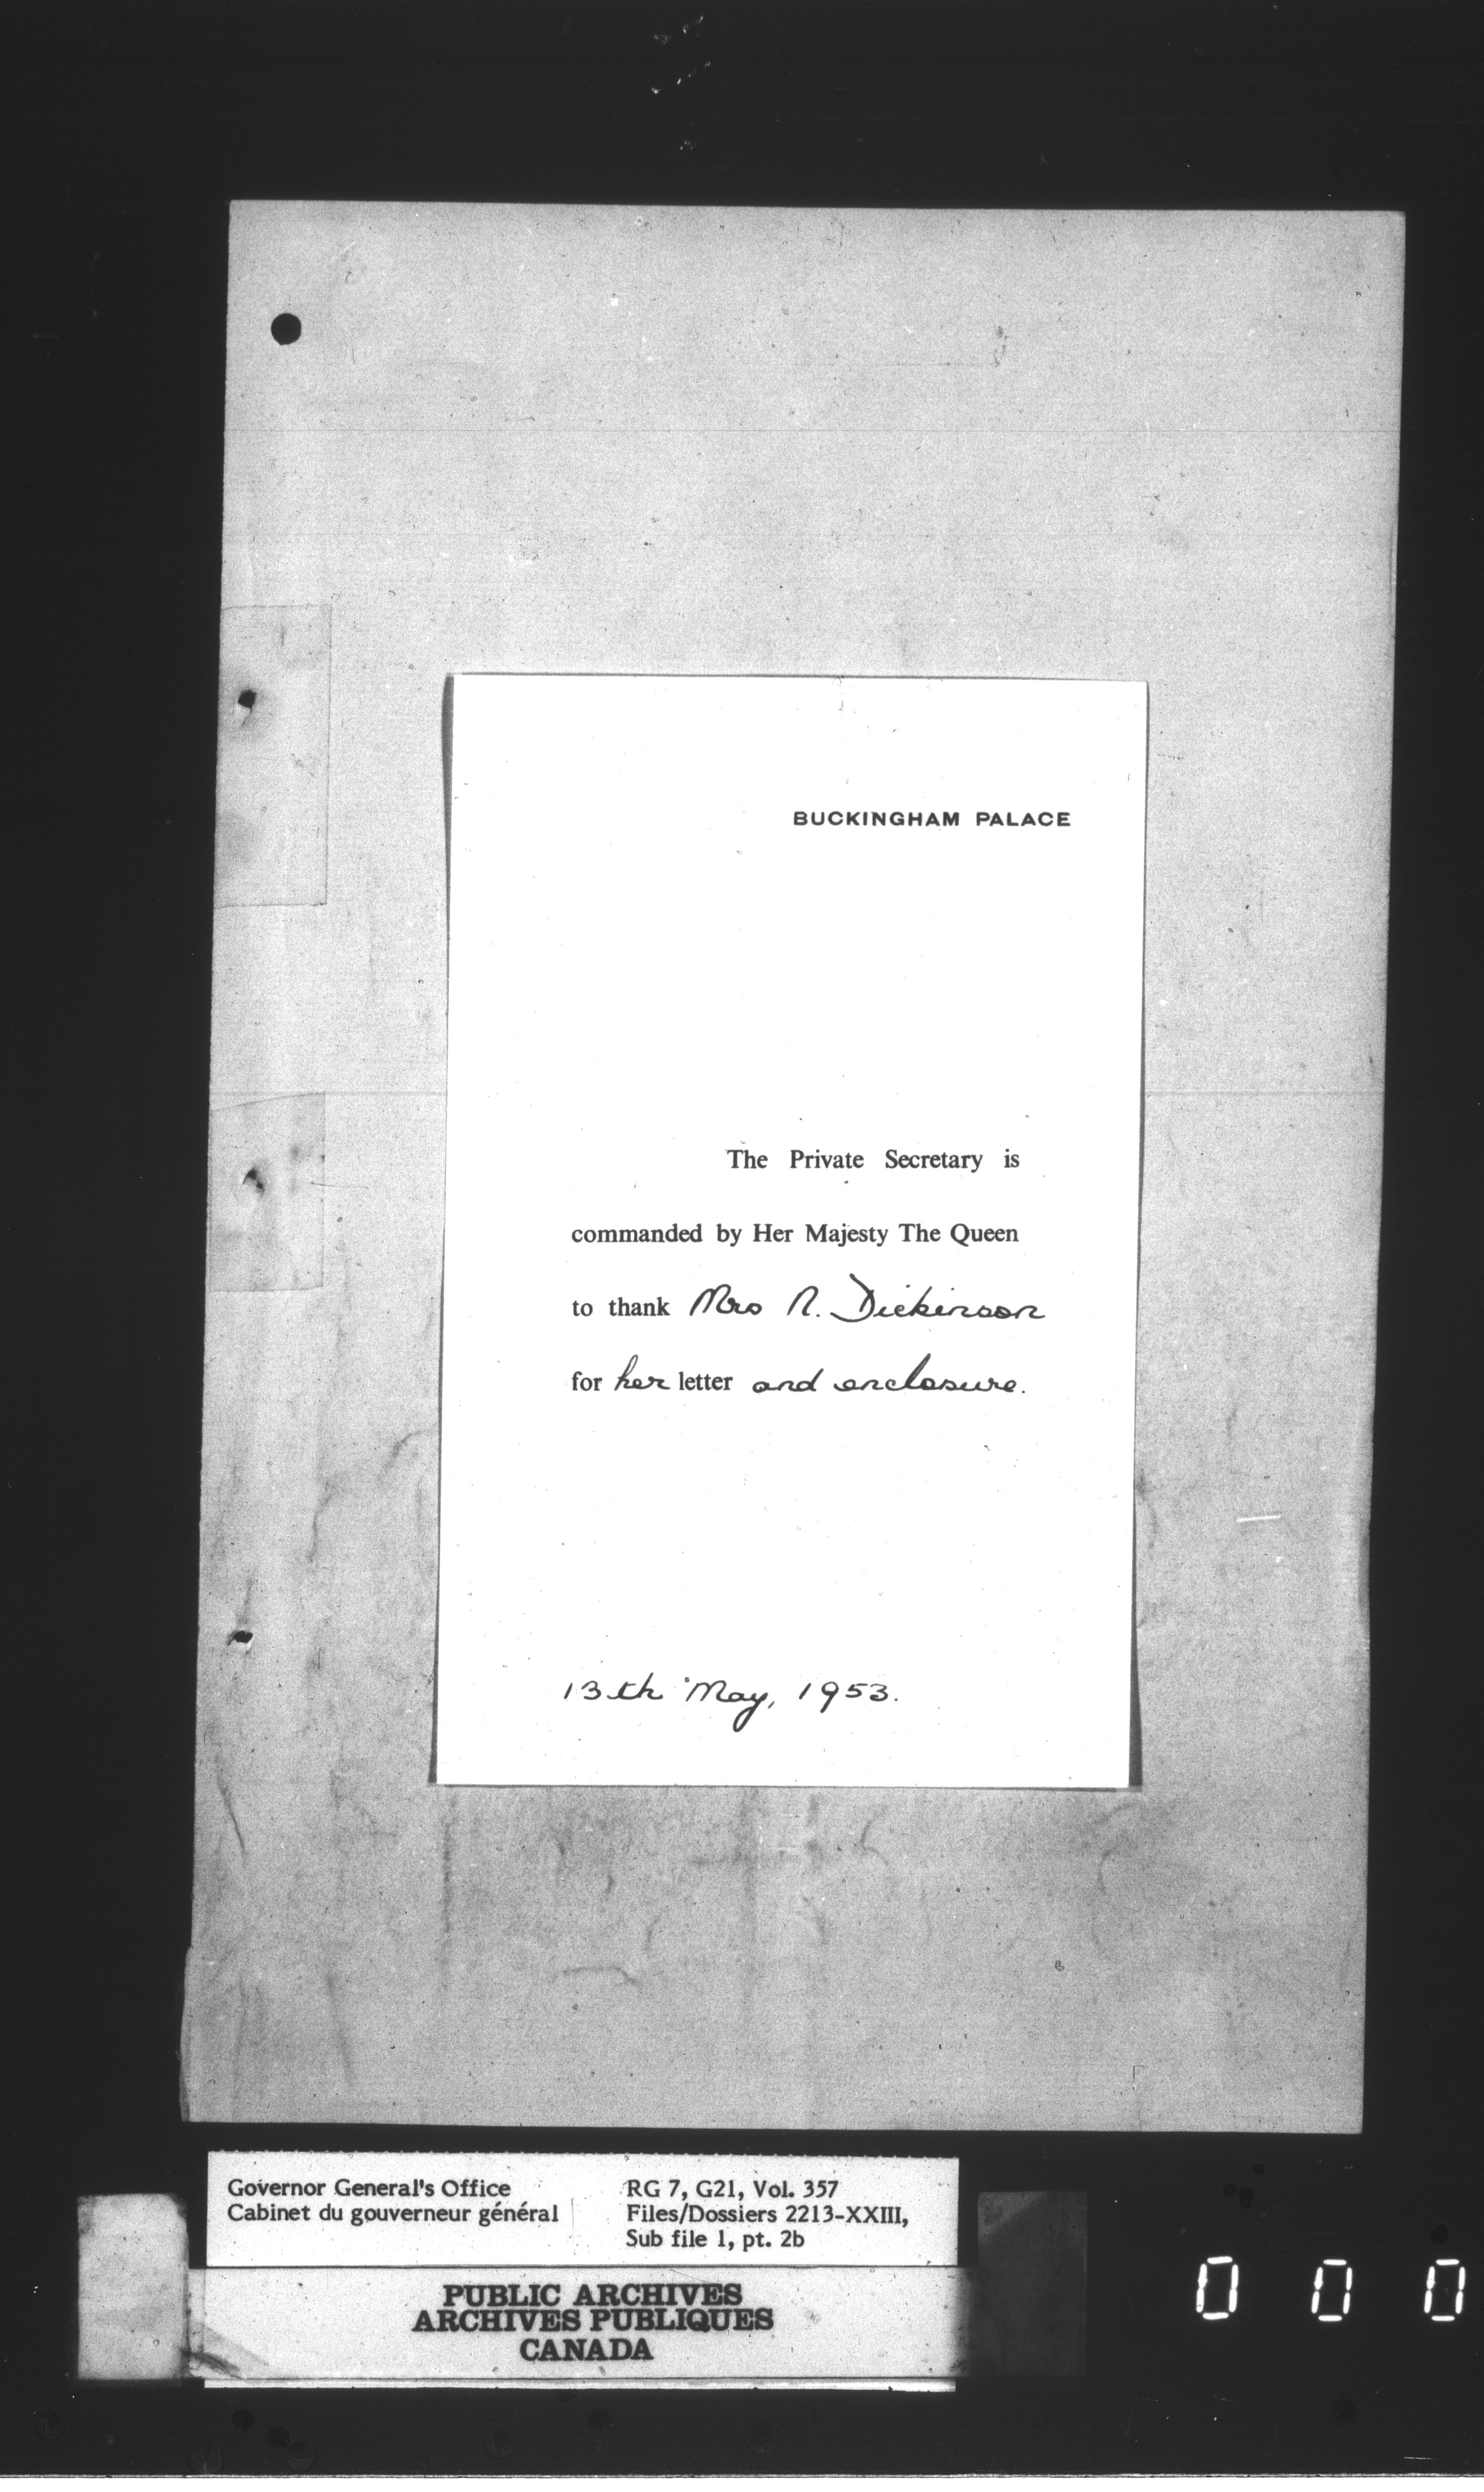 BUCKINGHAM PALACE
The Private Secretary is
commanded by Her Majesty The Queen
to thank Mrs R. Dickinson
for her letter and enclosure.
13th May, 1953.
Governor General's Office
Cabinet du gouverneur général
RG 7, G21, Vol. 357
Files/Dossiers 2213-XXIII,
Sub file 1, pt. 2b
PUBLIC ARCHIVES
ARCHIVES PUBLIQUES
CANADA
0 0 0